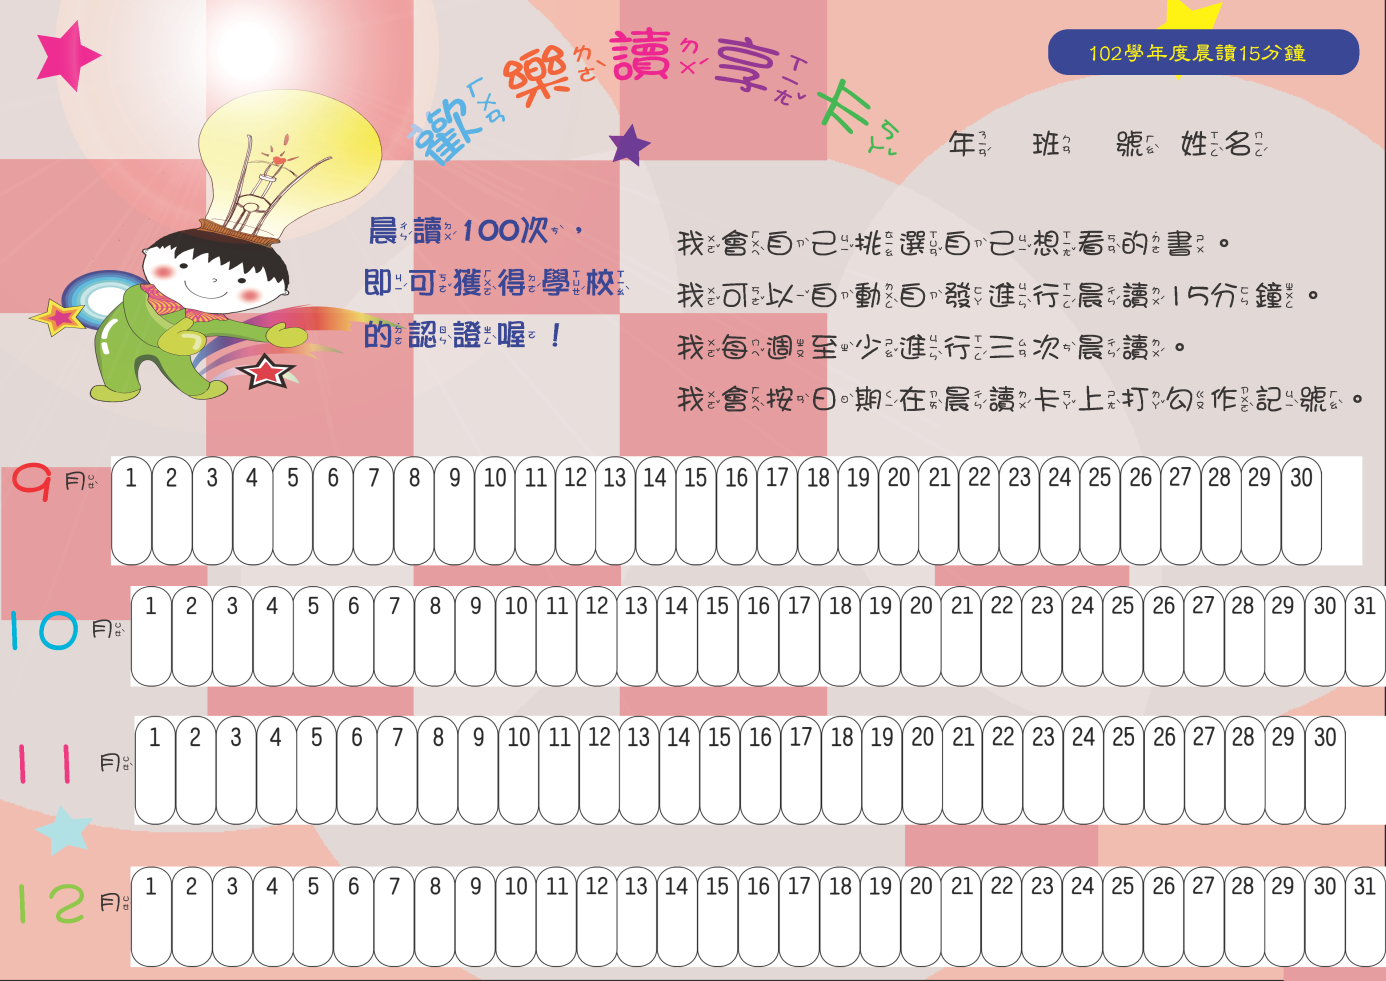 歡樂讀享卡
102學年度晨讀15分鐘
年 班 號 姓名
晨讀100次,
即可獲得學校
的認證喔!
我會自己挑選自己想看的書。
我可以自動自發進行晨讀15分鐘。
我每週至少進行三次晨讀。
我會按日期在晨讀卡上打勾作記號。
9月 1 2 3 4 5 6 7 8 9 10 11 12 13 14 15 16 17 18 19 20 21 22 23 24 25 26 27 28 29 30
10月 1 2 3 4 5 6 7 8 9 10 11 12 13 14 15 16 17 18 19 20 21 22 23 24 25 26 27 28 29 30 31
11月 1 2 3 4 5 6 7 8 9 10 11 12 13 14 15 16 17 18 19 20 21 22 23 24 25 26 27 28 29 30
12月 1 2 3 4 5 6 7 8 9 10 11 12 13 14 15 16 17 18 19 20 21 22 23 24 25 26 27 28 29 30 31